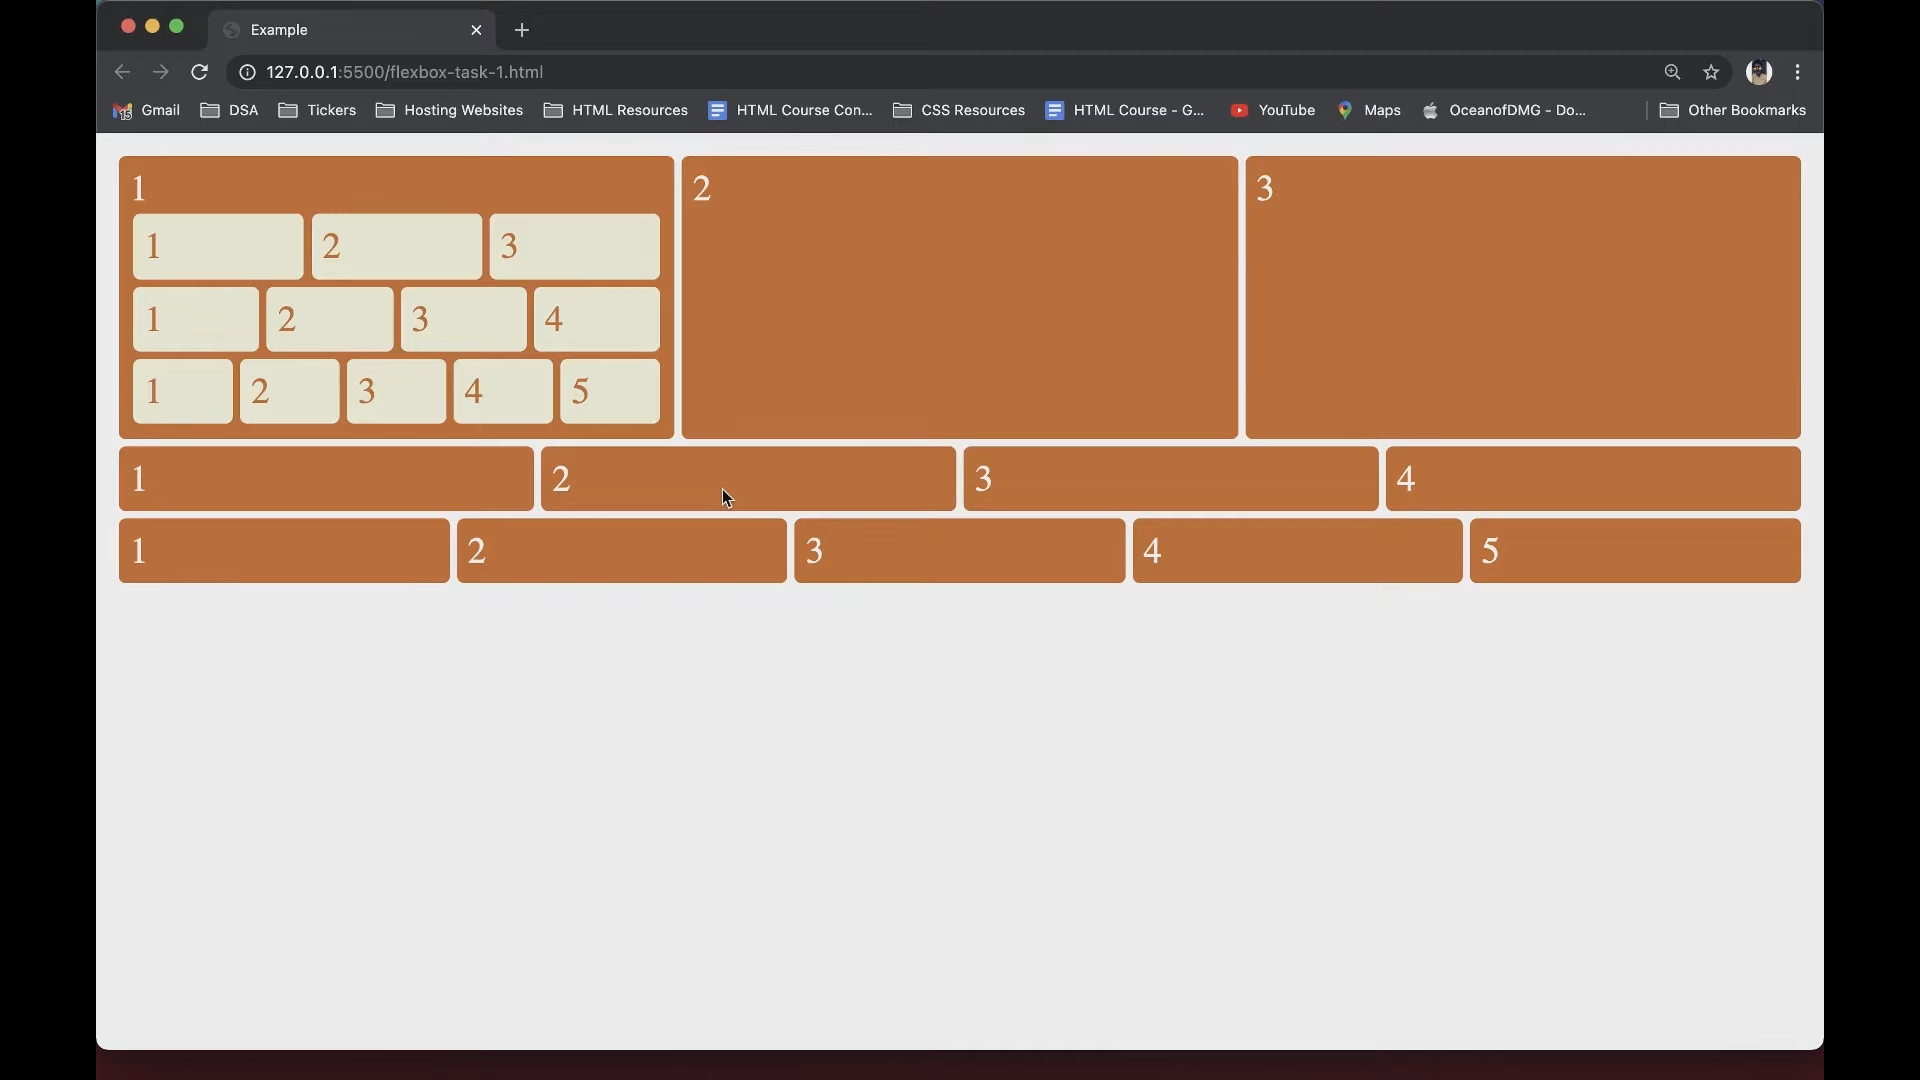 Example
127.0.0.1:5500/flexbox-task-1.html
15 Gmail DSA Tickers Hosting Websites HTML Resources HTML Course Con... CSS Resources HTML Course - G... YouTube Maps OceanofDMG - Do... Other Bookmarks
1 2 3
1 2 3
1 2 3 4
1 2 3 4 5
1 2 3 4
1 2 3 4 5